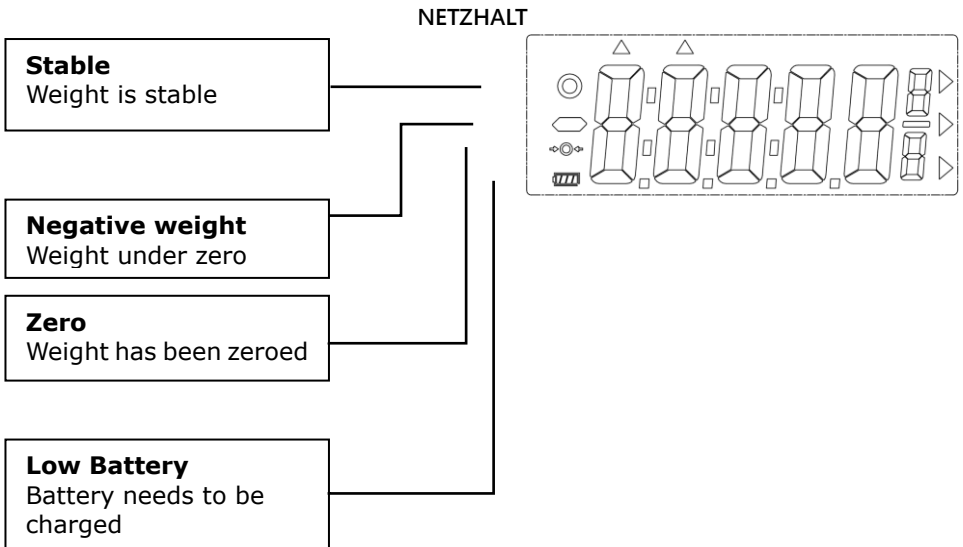 NETZHALT
Stable
Weight is stable
Negative weight
Weight under zero
Zero
Weight has been zeroed
Low Battery
Battery needs to be
charged